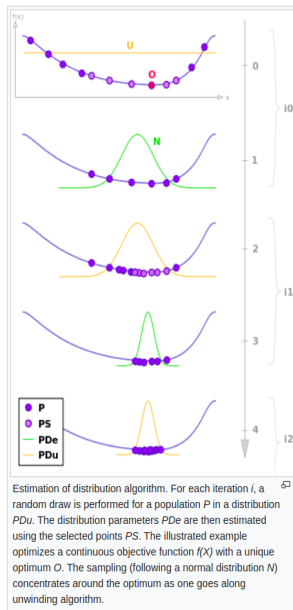 f(x)
U
O
0
x
i0
N
1
2
i1
3
P
PS
PDe
PDu
4
i2
Estimation of distribution algorithm. For each iteration i, a
random draw is performed for a population P in a distribution
PDu. The distribution parameters PDe are then estimated
using the selected points PS. The illustrated example
optimizes a continuous objective function f(X) with a unique
optimum O. The sampling (following a normal distribution N)
concentrates around the optimum as one goes along
unwinding algorithm.